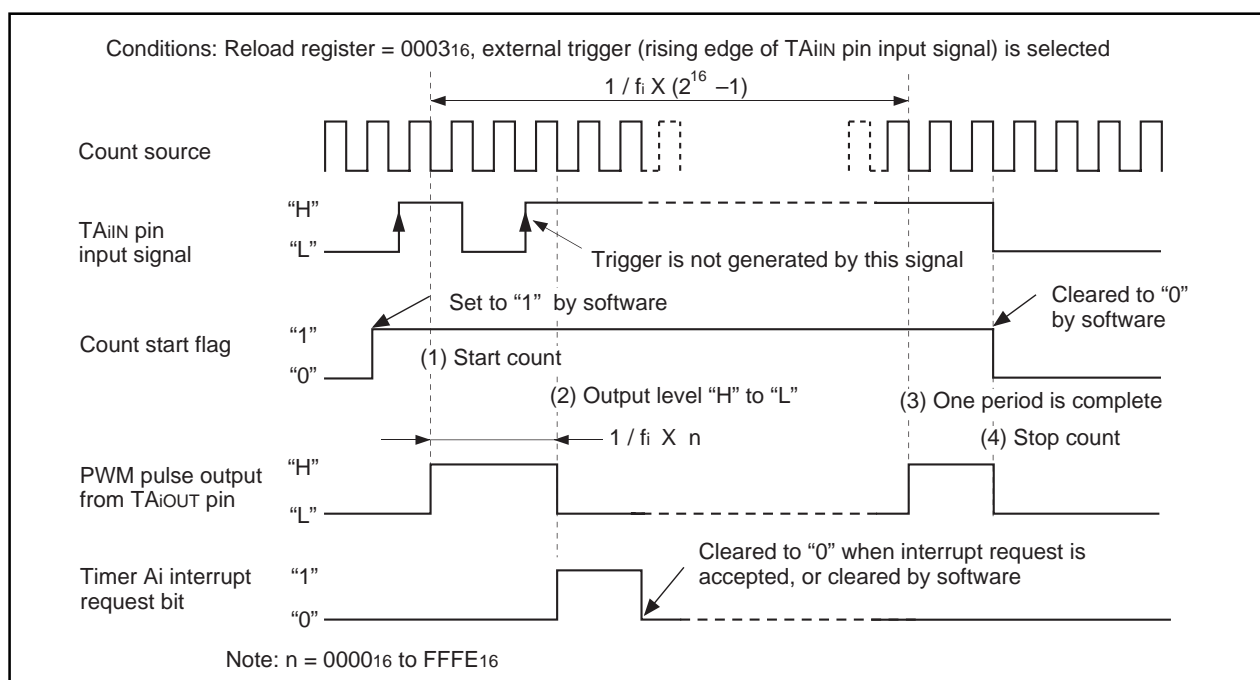 Conditions: Reload register = 0003₁₆, external trigger (rising edge of TAiIN pin input signal) is selected
1 / fi X (2¹⁶ –1)
Count source
TAiIN pin
input signal
“H”
“L”
Trigger is not generated by this signal
Set to “1” by software
Cleared to “0”
by software
Count start flag
“1”
“0”
(1) Start count
(2) Output level “H” to “L”
(3) One period is complete
(4) Stop count
1 / fi X n
PWM pulse output
from TAiOUT pin
“H”
“L”
Cleared to “0” when interrupt request is
accepted, or cleared by software
Timer Ai interrupt
request bit
“1”
“0”
Note: n = 0000₁₆ to FFFE₁₆